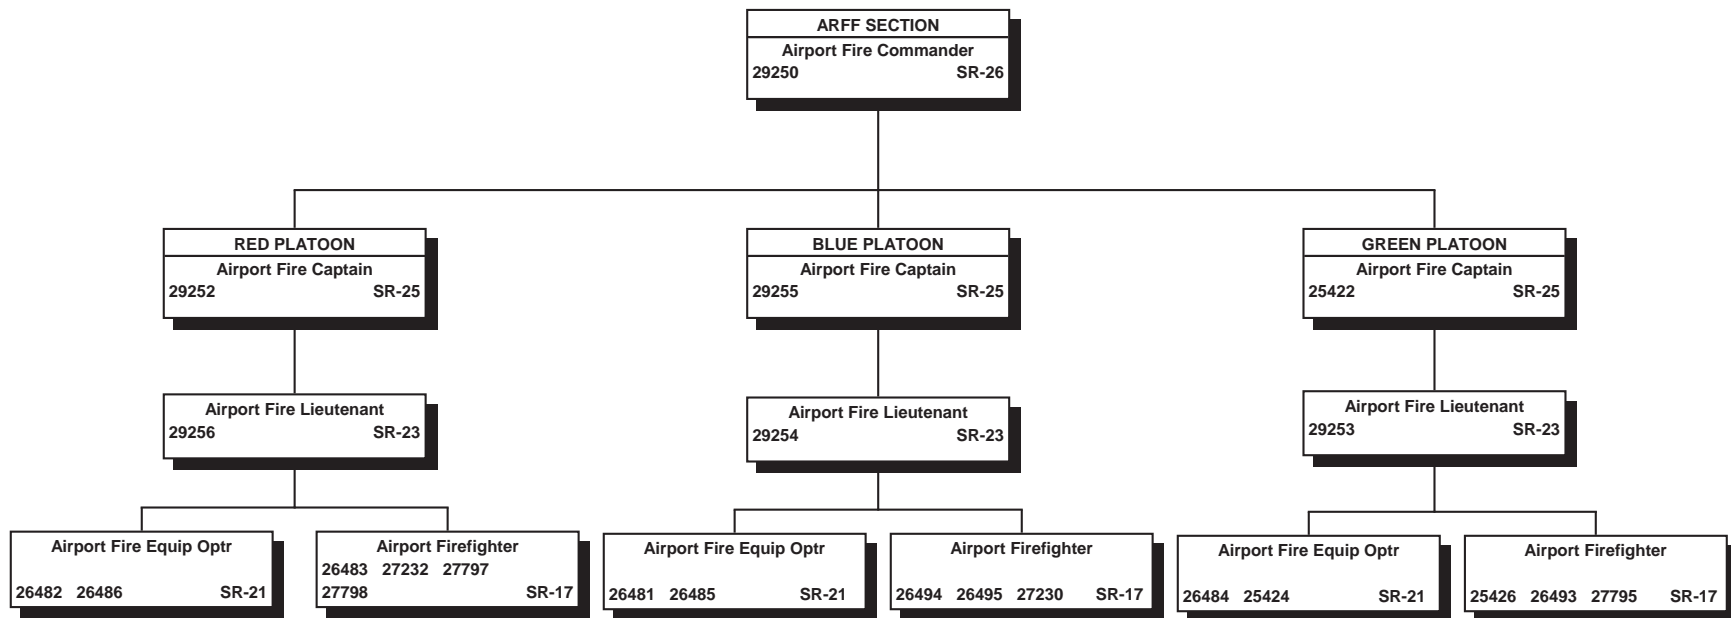 ARFF SECTION
Airport Fire Commander
29250 SR-26
RED PLATOON
Airport Fire Captain
29252 SR-25
BLUE PLATOON
Airport Fire Captain
29255 SR-25
GREEN PLATOON
Airport Fire Captain
25422 SR-25
Airport Fire Lieutenant
29256 SR-23
Airport Fire Lieutenant
29254 SR-23
Airport Fire Lieutenant
29253 SR-23
Airport Fire Equip Optr
26482 26486 SR-21
Airport Firefighter
26483 27232 27797
27798 SR-17
Airport Fire Equip Optr
26481 26485 SR-21
Airport Firefighter
26494 26495 27230 SR-17
Airport Fire Equip Optr
26484 25424 SR-21
Airport Firefighter
25426 26493 27795 SR-17